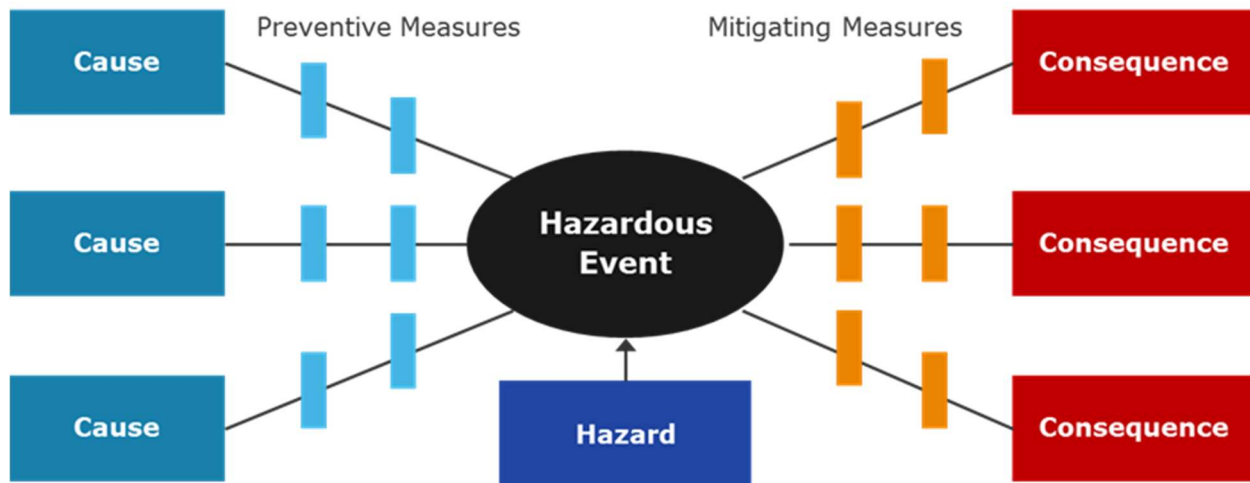 Preventive Measures
Mitigating Measures
Cause
Consequence
Cause
Hazardous
Event
Consequence
Cause
Hazard
Consequence